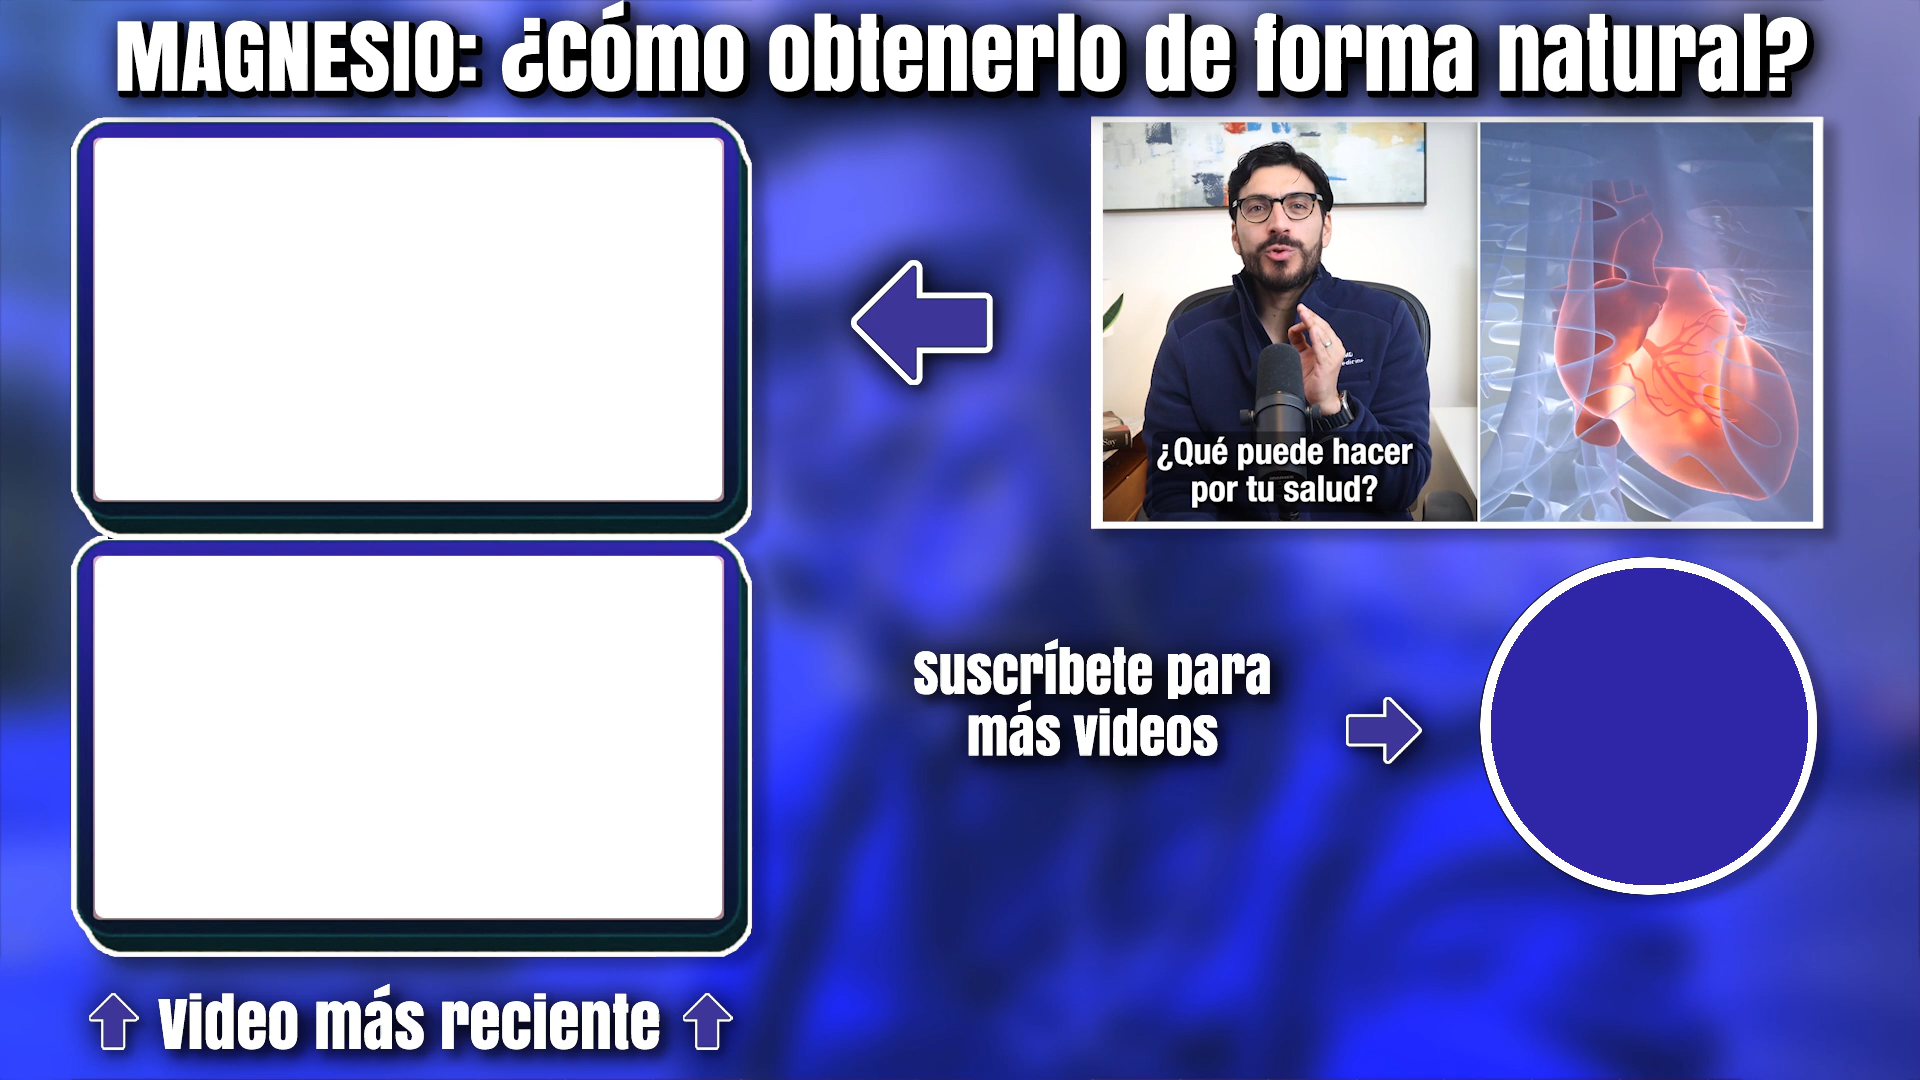 MAGNESIO: ¿Cómo obtenerlo de forma natural?
¿Qué puede hacer
por tu salud?
Suscríbete para
más videos
Video más reciente